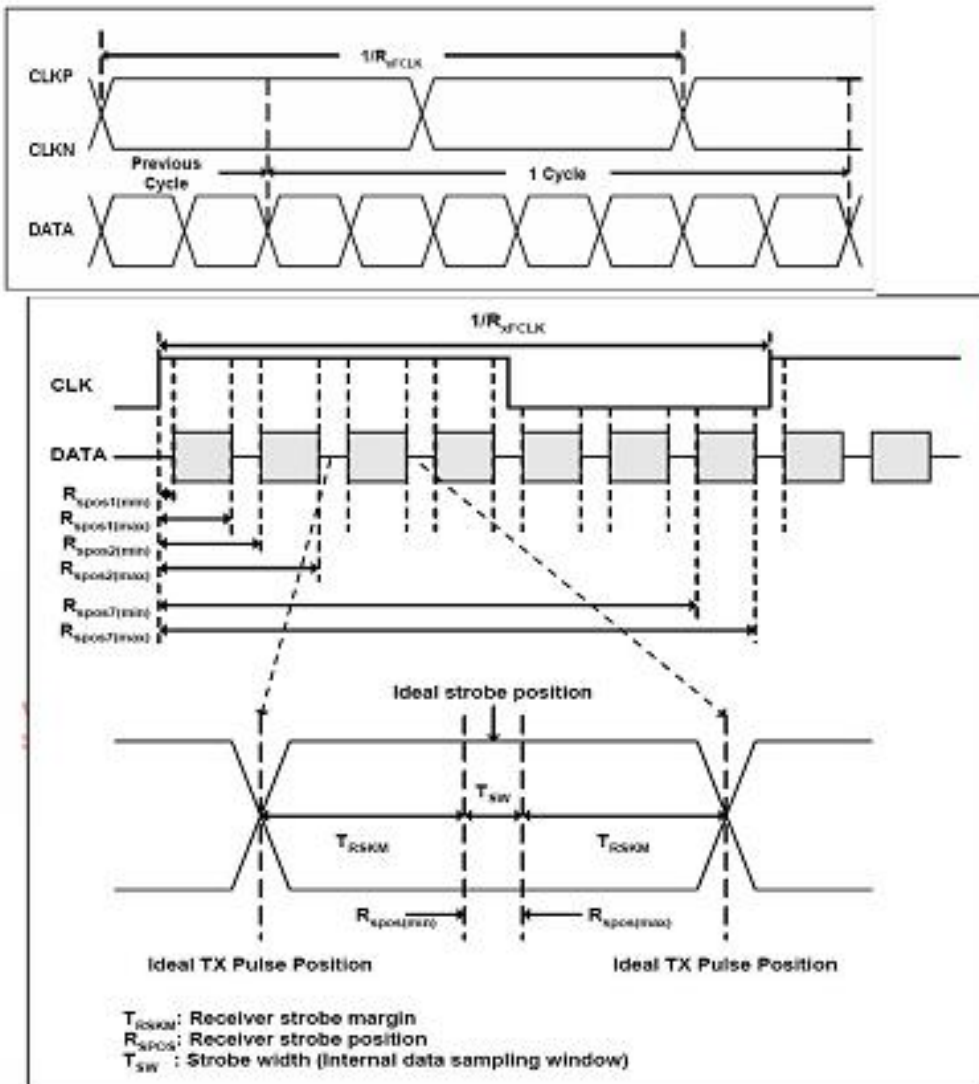 1/RxFCLK
CLKP
CLKN
Previous
Cycle
1 Cycle
DATA
1/RxFCLK
CLK
DATA
Rspos1(min)
Rspos1(max)
Rspos2(min)
Rspos2(max)
Rspos7(min)
Rspos7(max)
Ideal strobe position
TSW
TRSKM
TRSKM
Rspos(min)
Rspos(max)
Ideal TX Pulse Position
Ideal TX Pulse Position
TRSKM: Receiver strobe margin
RSPOS: Receiver strobe position
TSW : Strobe width (Internal data sampling window)